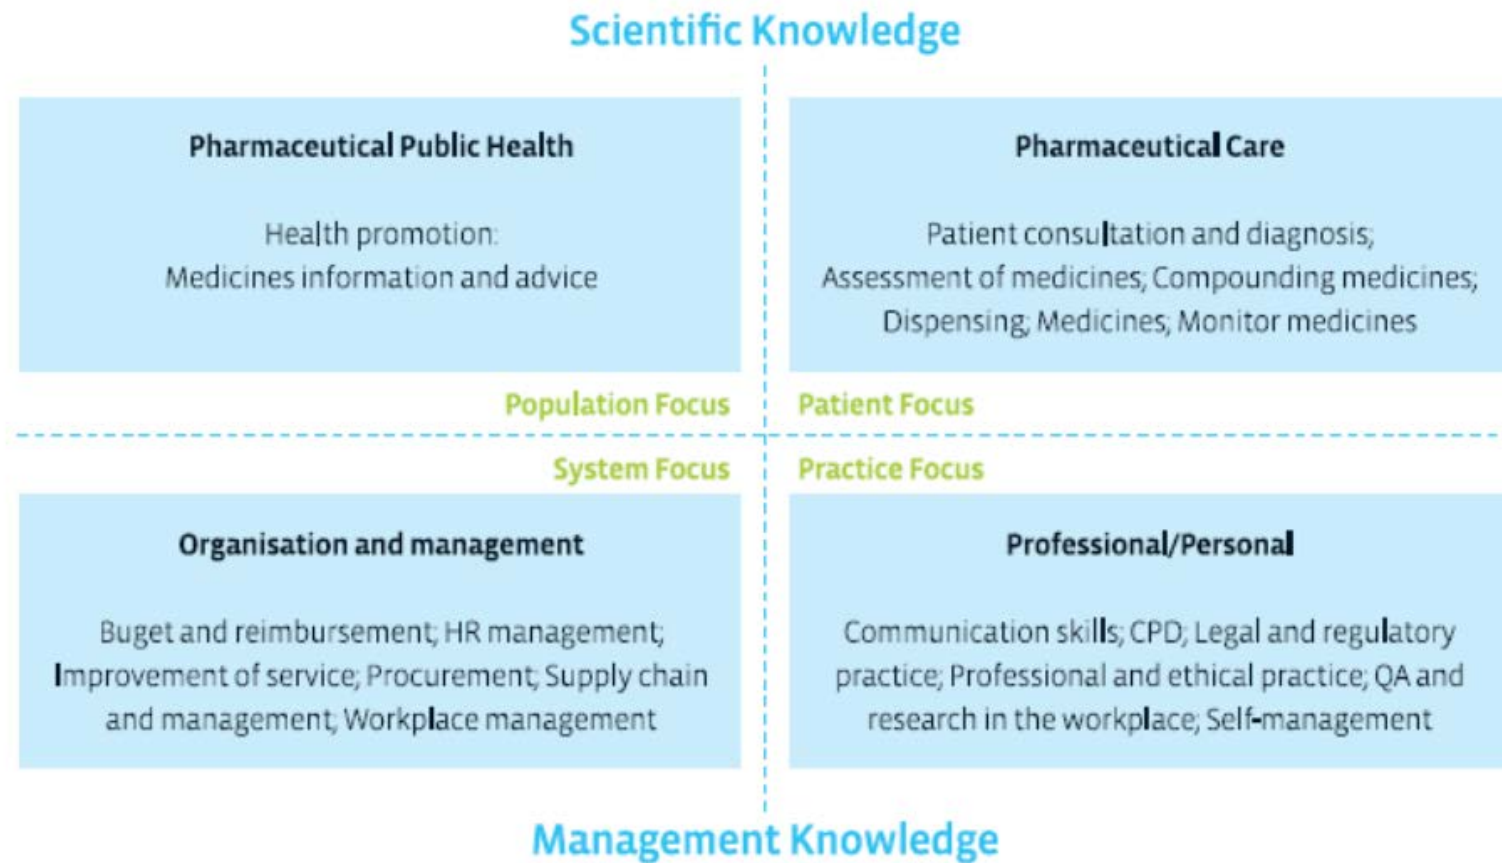 Scientific Knowledge
Pharmaceutical Public Health
Health promotion:
Medicines information and advice
Population Focus
Pharmaceutical Care
Patient consultation and diagnosis;
Assessment of medicines; Compounding medicines;
Dispensing; Medicines; Monitor medicines
Patient Focus
System Focus
Organisation and management
Buget and reimbursement; HR management;
Improvement of service; Procurement; Supply chain
and management; Workplace management
Practice Focus
Professional/Personal
Communication skills; CPD; Legal and regulatory
practice; Professional and ethical practice; QA and
research in the workplace; Self-management
Management Knowledge